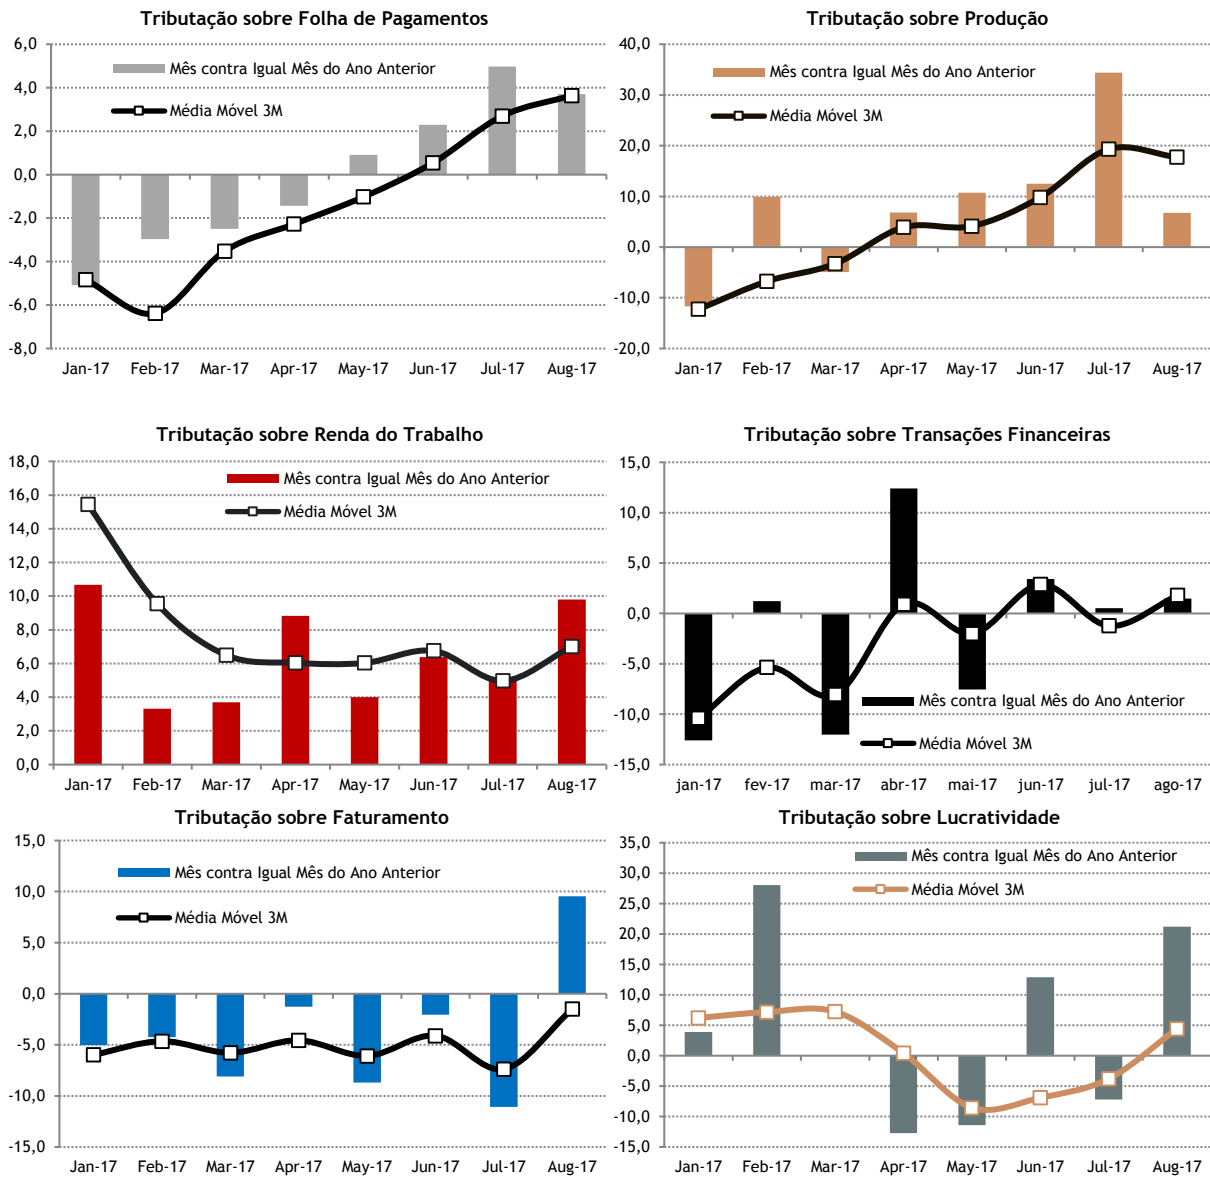 Tributação sobre Folha de Pagamentos
6,0
4,0
2,0
0,0
-2,0
-4,0
-6,0
-8,0
Mês contra Igual Mês do Ano Anterior
Média Móvel 3M
Jan-17 Feb-17 Mar-17 Apr-17 May-17 Jun-17 Jul-17 Aug-17
Tributação sobre Produção
40,0
30,0
20,0
10,0
0,0
-10,0
-20,0
Mês contra Igual Mês do Ano Anterior
Média Móvel 3M
Jan-17 Feb-17 Mar-17 Apr-17 May-17 Jun-17 Jul-17 Aug-17
Tributação sobre Renda do Trabalho
18,0
16,0
14,0
12,0
10,0
8,0
6,0
4,0
2,0
0,0
Mês contra Igual Mês do Ano Anterior
Média Móvel 3M
Jan-17 Feb-17 Mar-17 Apr-17 May-17 Jun-17 Jul-17 Aug-17
Tributação sobre Transações Financeiras
15,0
10,0
5,0
0,0
-5,0
-10,0
-15,0
Mês contra Igual Mês do Ano Anterior
Média Móvel 3M
jan-17 fev-17 mar-17 abr-17 mai-17 jun-17 jul-17 ago-17
Tributação sobre Faturamento
15,0
10,0
5,0
0,0
-5,0
-10,0
-15,0
Mês contra Igual Mês do Ano Anterior
Média Móvel 3M
Jan-17 Feb-17 Mar-17 Apr-17 May-17 Jun-17 Jul-17 Aug-17
Tributação sobre Lucratividade
35,0
30,0
25,0
20,0
15,0
10,0
5,0
0,0
-5,0
-10,0
-15,0
Mês contra Igual Mês do Ano Anterior
Média Móvel 3M
Jan-17 Feb-17 Mar-17 Apr-17 May-17 Jun-17 Jul-17 Aug-17